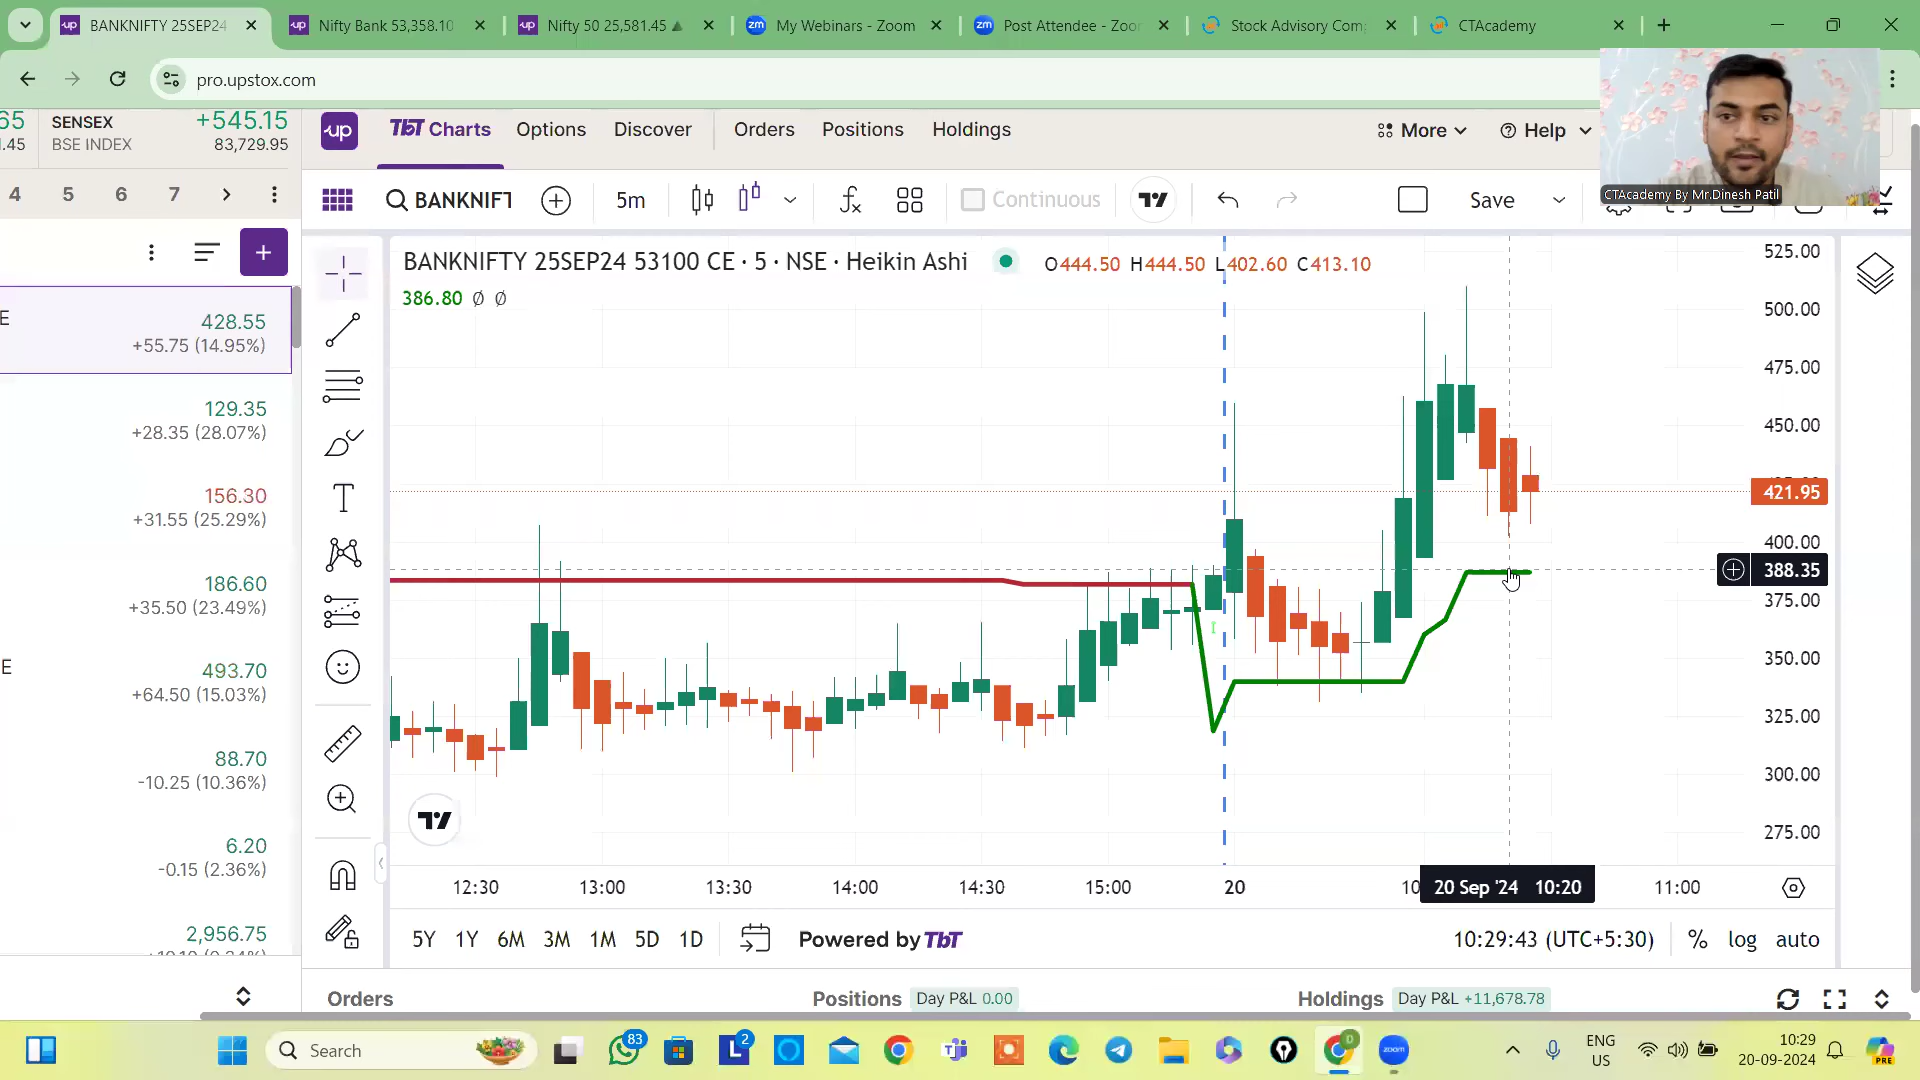 BANKNIFTY 25SEP24
Nifty Bank 53,358.10
Nifty 50 25,581.45
My Webinars - Zoom
Post Attendee - Zoo
Stock Advisory Com
CTAcademy
pro.upstox.com
CTAcademy By Mr.Dinesh Patil
65
1.45
SENSEX
BSE INDEX
+545.15
83,729.95
4 5 6 7
up
TbT Charts
Options
Discover
Orders
Positions
Holdings
More
Help
BANKNIFT
5m
Continuous
Save
BANKNIFTY 25SEP24 53100 CE · 5 · NSE · Heikin Ashi
O444.50 H444.50 L402.60 C413.10
386.80 Ø Ø
E
428.55
+55.75 (14.95%)
129.35
+28.35 (28.07%)
156.30
+31.55 (25.29%)
186.60
+35.50 (23.49%)
E
493.70
+64.50 (15.03%)
88.70
-10.25 (10.36%)
6.20
-0.15 (2.36%)
2,956.75
525.00
500.00
475.00
450.00
421.95
400.00
388.35
375.00
350.00
325.00
300.00
275.00
12:30 13:00 13:30 14:00 14:30 15:00 20 10 20 Sep '24 10:20 11:00
5Y 1Y 6M 3M 1M 5D 1D
Powered by TbT
10:29:43 (UTC+5:30)
% log auto
Orders
Positions Day P&L 0.00
Holdings Day P&L +11,678.78
Search
83
2
zoom
ENG
US
10:29
20-09-2024
PRE